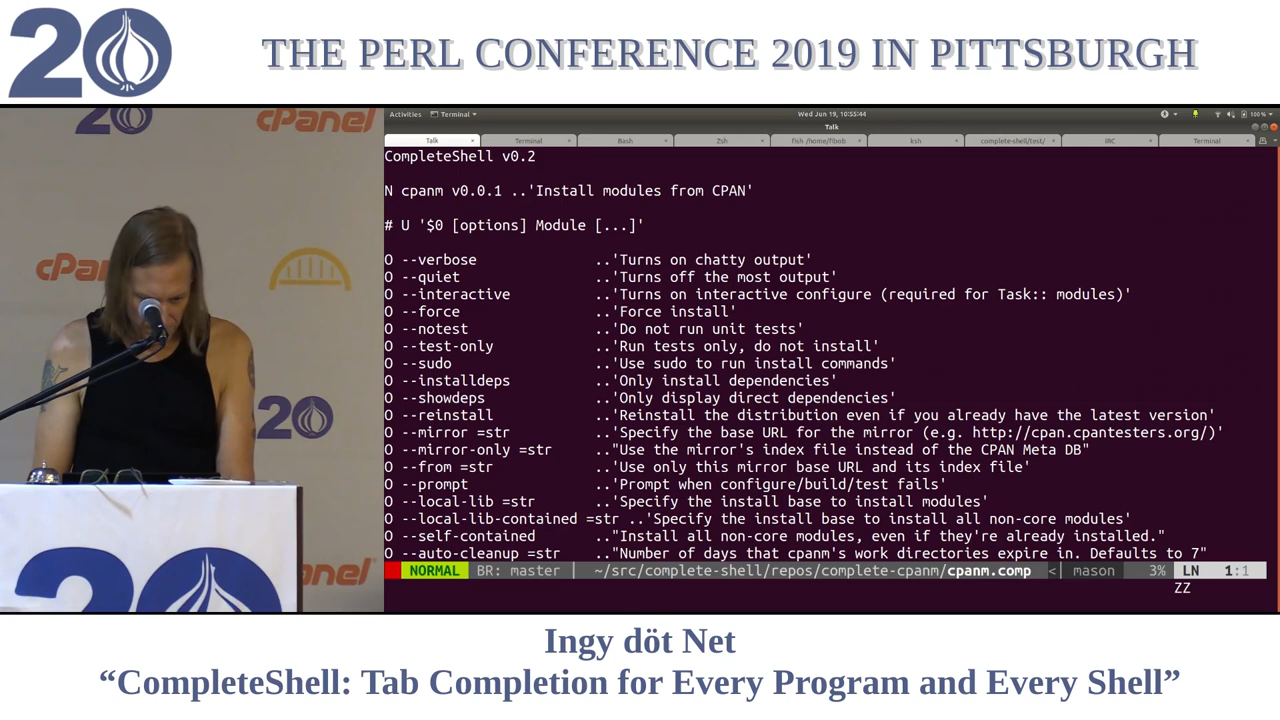 20
THE PERL CONFERENCE 2019 IN PITTSBURGH
20
cPanel
cPan
20
anel
20
Activities
Terminal
Wed Jun 19, 10:55:44
100 %
Talk
Talk
Terminal
Bash
Zsh
fish /home/fibob
ksh
complete-shell/test/
IRC
Terminal
CompleteShell v0.2
N cpanm v0.0.1 ..'Install modules from CPAN'
# U '$0 [options] Module [...]'
O --verbose ..'Turns on chatty output'
O --quiet ..'Turns off the most output'
O --interactive ..'Turns on interactive configure (required for Task:: modules)'
O --force ..'Force install'
O --notest ..'Do not run unit tests'
O --test-only ..'Run tests only, do not install'
O --sudo ..'Use sudo to run install commands'
O --installdeps ..'Only install dependencies'
O --showdeps ..'Only display direct dependencies'
O --reinstall ..'Reinstall the distribution even if you already have the latest version'
O --mirror =str ..'Specify the base URL for the mirror (e.g. http://cpan.cpantesters.org/)'
O --mirror-only =str .."Use the mirror's index file instead of the CPAN Meta DB"
O --from =str ..'Use only this mirror base URL and its index file'
O --prompt ..'Prompt when configure/build/test fails'
O --local-lib =str ..'Specify the install base to install modules'
O --local-lib-contained =str ..'Specify the install base to install all non-core modules'
O --self-contained .."Install all non-core modules, even if they're already installed."
O --auto-cleanup =str .."Number of days that cpanm's work directories expire in. Defaults to 7"
NORMAL BR: master | ~/src/complete-shell/repos/complete-cpanm/cpanm.comp <| mason 3% LN 1:1
ZZ
Ingy döt Net
“CompleteShell: Tab Completion for Every Program and Every Shell”